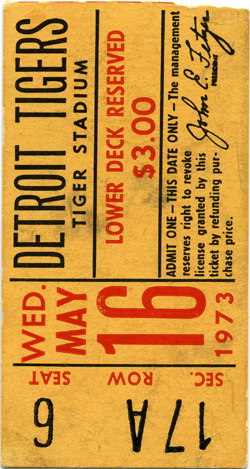 DETROIT TIGERS
TIGER STADIUM
LOWER DECK RESERVED
$3.00
ADMIT ONE—THIS DATE ONLY—The management
reserves right to revoke
license granted by this
ticket by refunding pur-
chase price.
John E. Fetzer
PRESIDENT
WED.
MAY
16
1973
SEC.
ROW
SEAT
17A
6